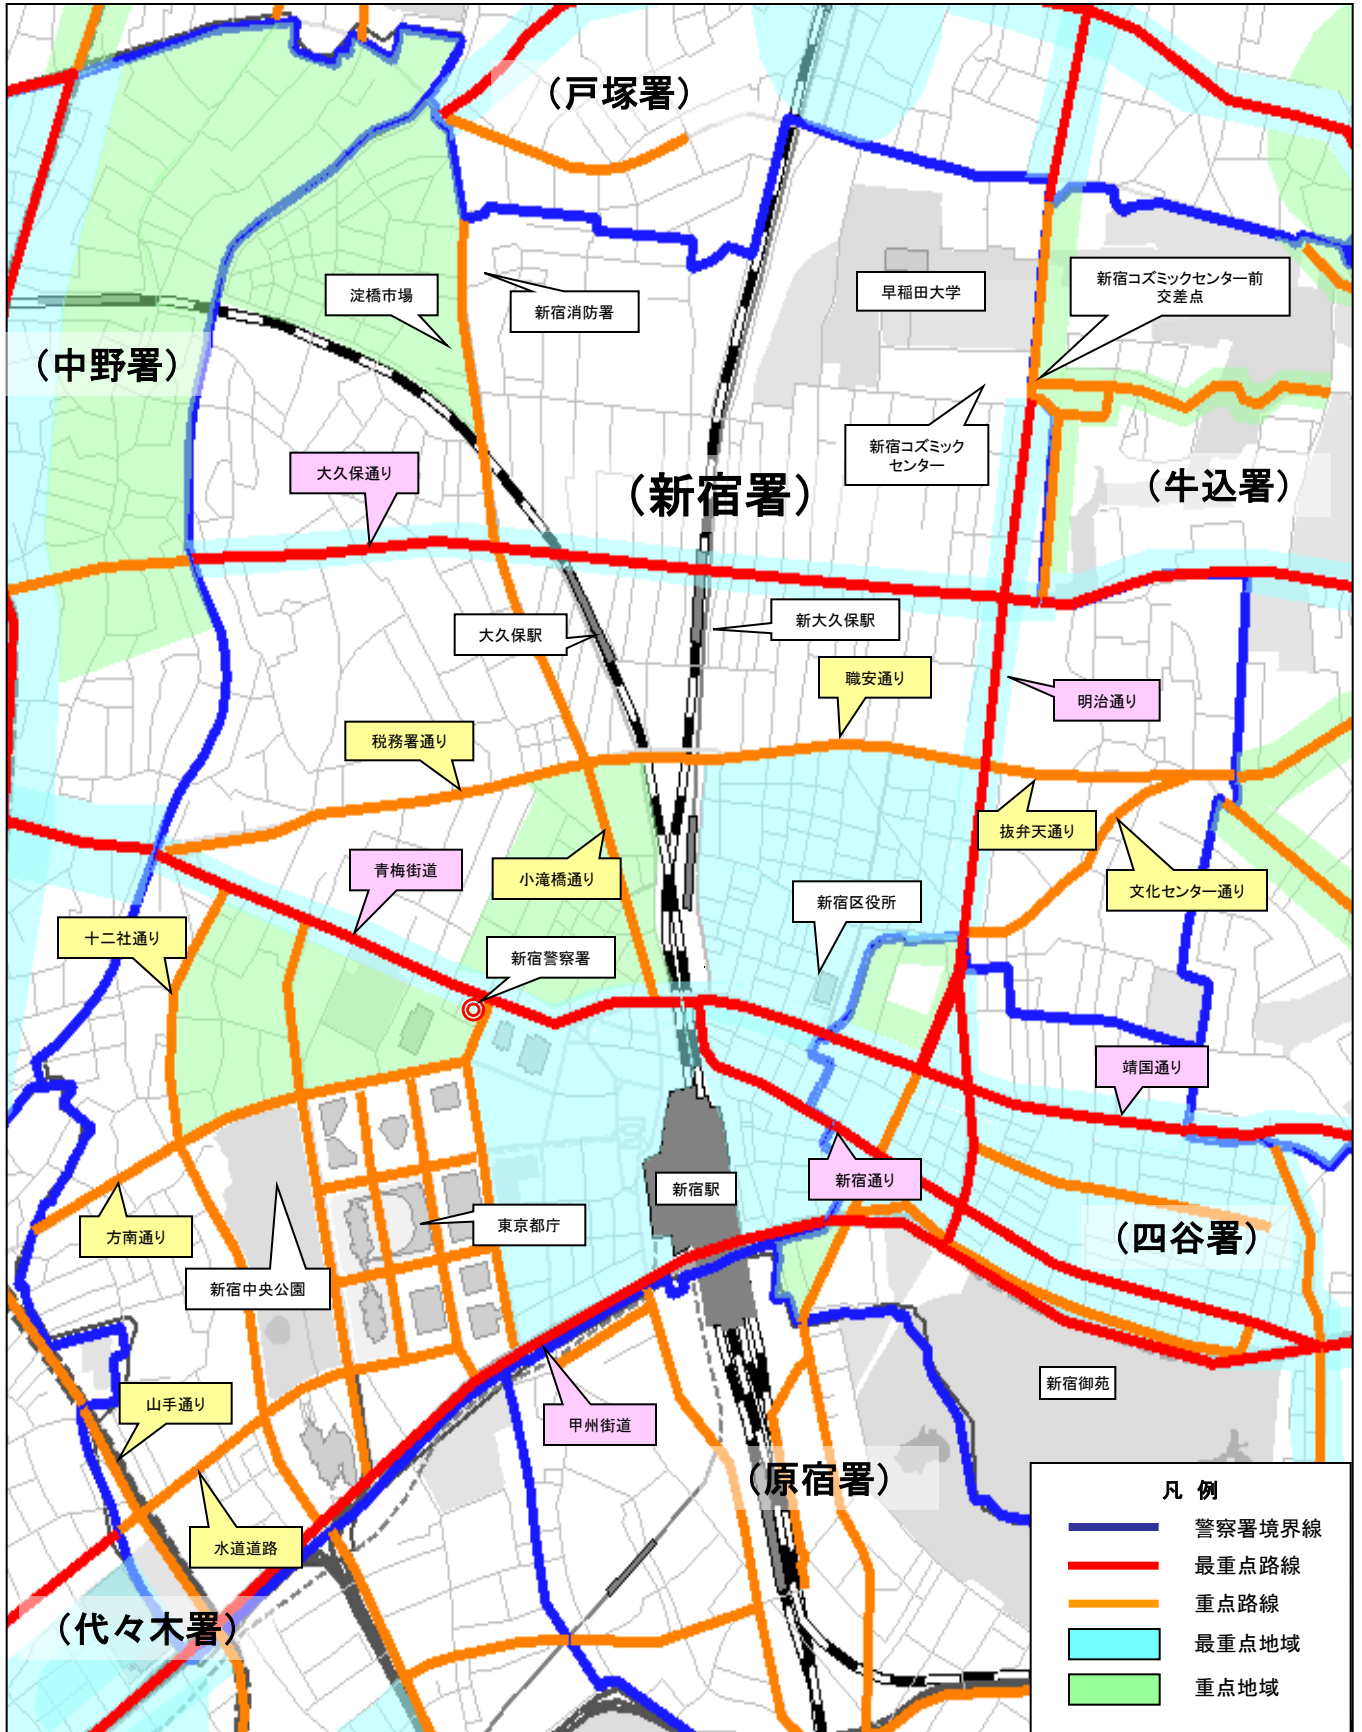 （戸塚署）
新宿コズミックセンター前
交差点
早稲田大学
淀橋市場
新宿消防署
（中野署）
新宿コズミック
センター
大久保通り
（新宿署）
（牛込署）
大久保駅
新大久保駅
職安通り
明治通り
税務署通り
抜弁天通り
青梅街道
小滝橋通り
文化センター通り
新宿区役所
十二社通り
新宿警察署
靖国通り
新宿通り
新宿駅
方南通り
東京都庁
（四谷署）
新宿中央公園
新宿御苑
山手通り
甲州街道
（原宿署）
水道道路
（代々木署）
凡 例
警察署境界線
最重点路線
重点路線
最重点地域
重点地域